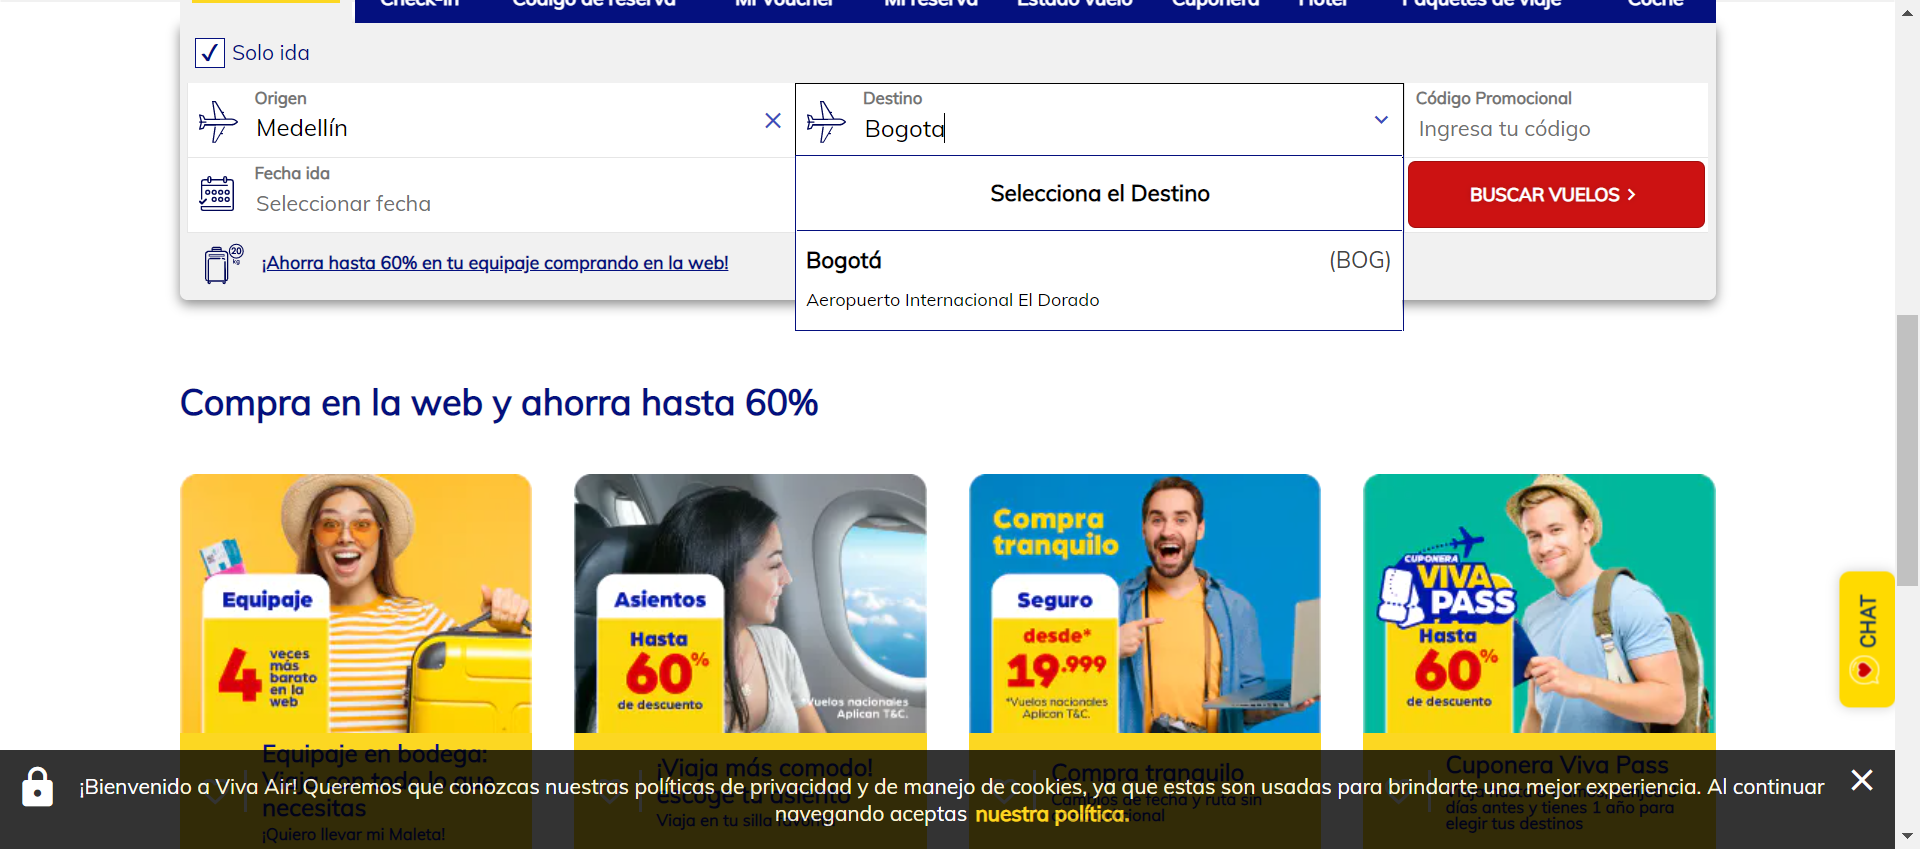 Check-in Código de reserva Mi voucher Mi reserva Estado vuelo Cuponera Hotel Paquetes de viaje Coche
Solo ida
Origen
Medellín
Destino
Bogota
Código Promocional
Ingresa tu código
Fecha ida
Seleccionar fecha
Selecciona el Destino
BUSCAR VUELOS
20 kg
¡Ahorra hasta 60% en tu equipaje comprando en la web!
Bogotá (BOG)
Aeropuerto Internacional El Dorado
Compra en la web y ahorra hasta 60%
Equipaje
4 veces
más
barato
en la
web
Asientos
Hasta
60%
de descuento
*Vuelos nacionales
Aplican T&C.
Compra
tranquilo
Seguro
desde*
19.999
*Vuelos nacionales
Aplican T&C.
CUPONERA
VIVA
PASS
Hasta
60%
de descuento
CHAT
Equipaje en bodega:
Viaja con todo lo que
necesitas
¡Quiero llevar mi Maleta!
¡Viaja más comodo!
escoge tu asiento
Viaja en tu silla
Compra tranquilo
Cambios de fecha y ruta sin
Cuponera Viva Pass
días antes y tienes 1 año para
elegir tus destinos
¡Bienvenido a Viva Air! Queremos que conozcas nuestras políticas de privacidad y de manejo de cookies, ya que estas son usadas para brindarte una mejor experiencia. Al continuar
navegando aceptas nuestra política.